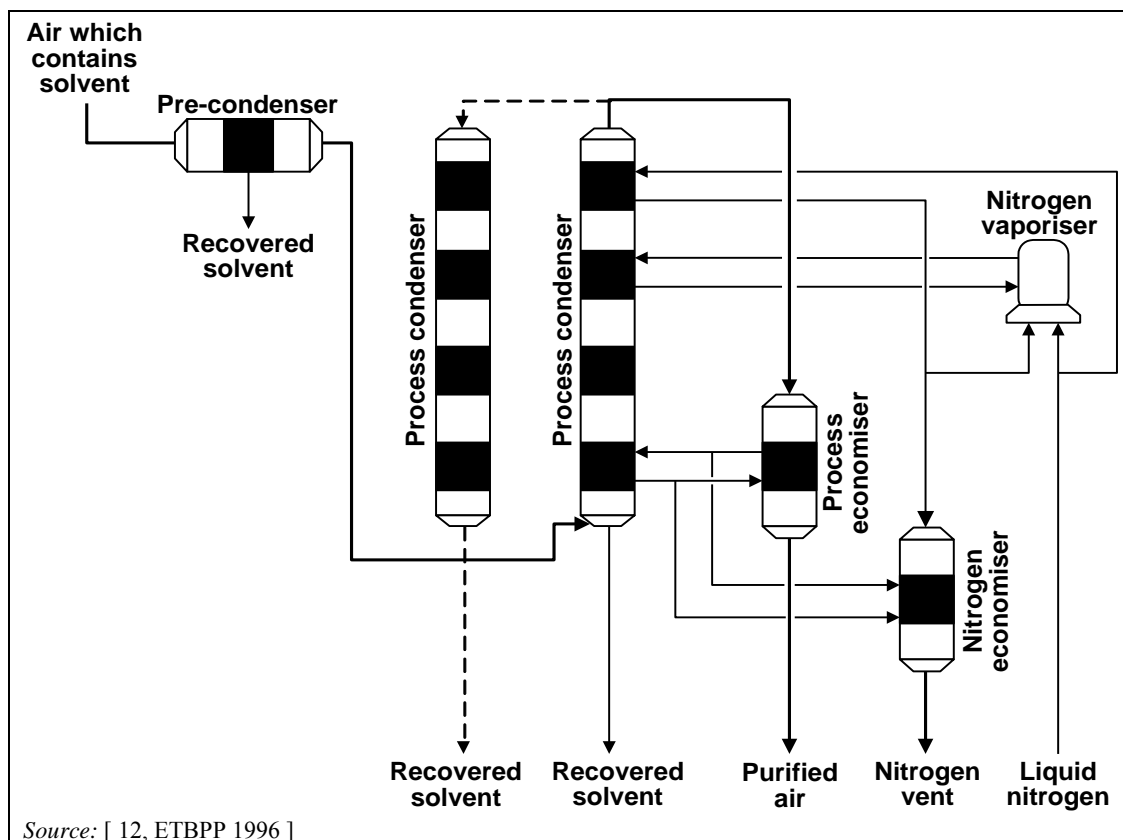 Air which
contains
solvent
Pre-condenser
Recovered
solvent
Process condenser
Process condenser
Nitrogen
vaporiser
Process
economiser
Nitrogen
economiser
Recovered
solvent
Recovered
solvent
Purified
air
Nitrogen
vent
Liquid
nitrogen
Source: [ 12, ETBPP 1996 ]